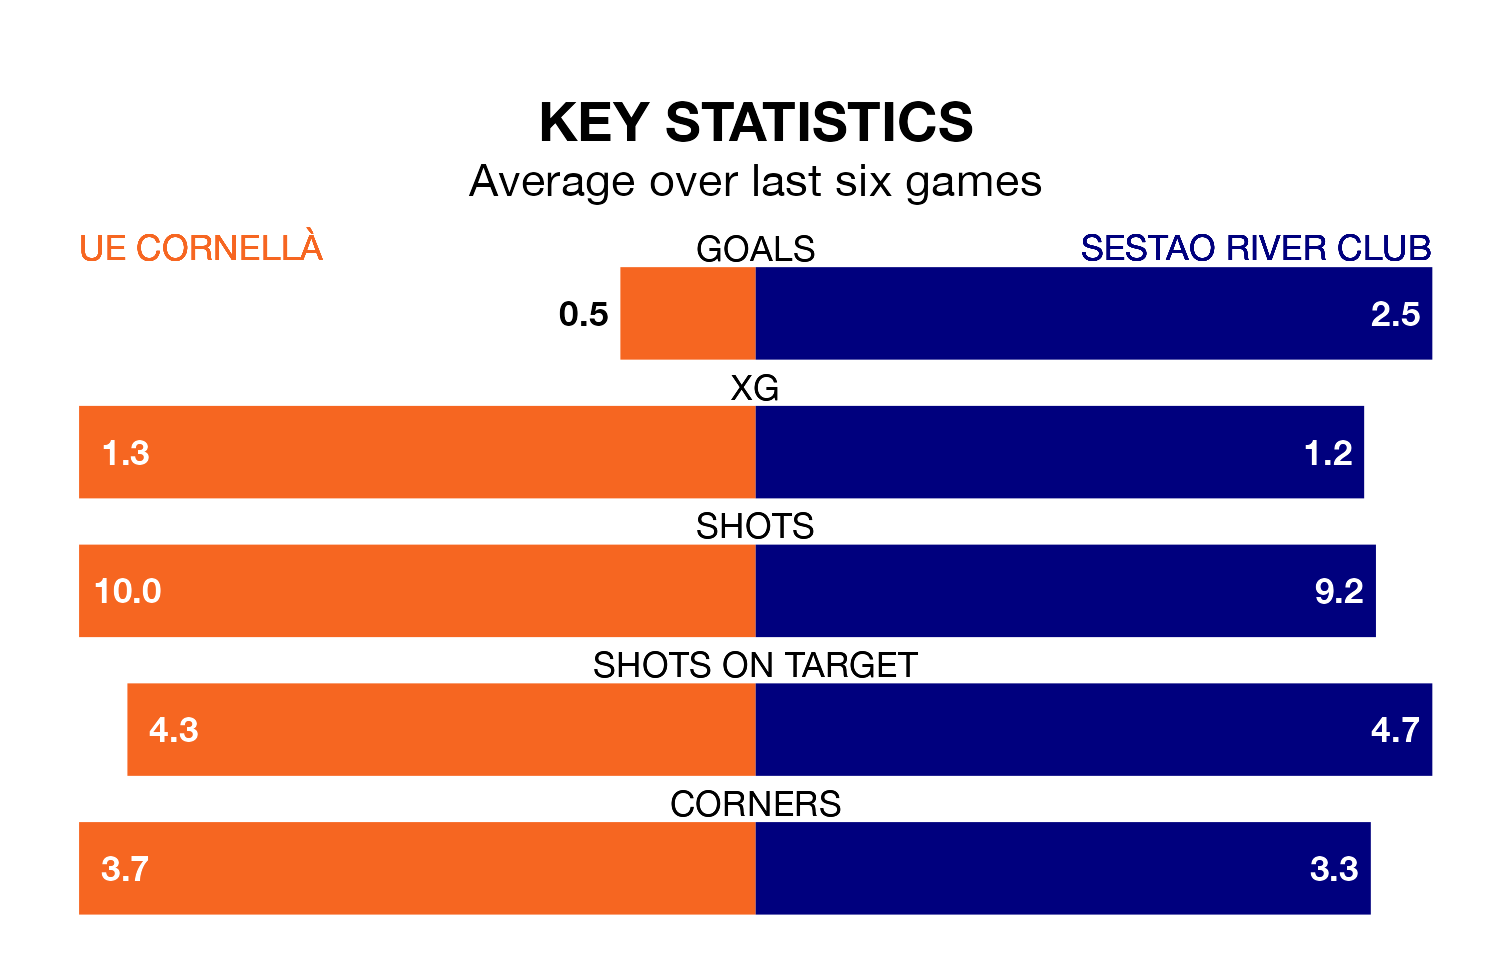 KEY STATISTICS
Average over last six games
UE CORNELLÀ GOALS SESTAO RIVER CLUB
0.5 2.5
XG
1.3 1.2
SHOTS
10.0 9.2
SHOTS ON TARGET
4.3 4.7
CORNERS
3.7 3.3